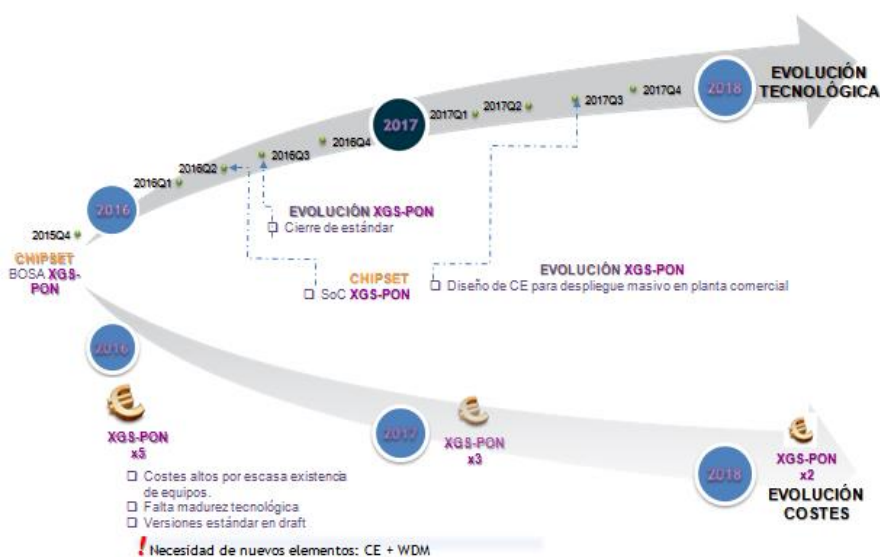 EVOLUCIÓN
TECNOLÓGICA
2018
2017Q4
2017Q3
2017Q2
2017Q1
2017
2016Q4
2016Q3
2016Q2
2016Q1
2016
2015Q4
CHIPSET
BOSA XGS-
PON
EVOLUCIÓN XGS-PON
Cierre de estándar
CHIPSET
SoC XGS-PON
EVOLUCIÓN XGS-PON
Diseño de CE para despliegue masivo en planta comercial
2016
€
XGS-PON
x5
Costes altos por escasa existencia
de equipos.
Falta madurez tecnológica
Versiones estándar en draft
! Necesidad de nuevos elementos: CE + WDM
2017
€
XGS-PON
x3
2018
€
XGS-PON
x2
EVOLUCIÓN
COSTES